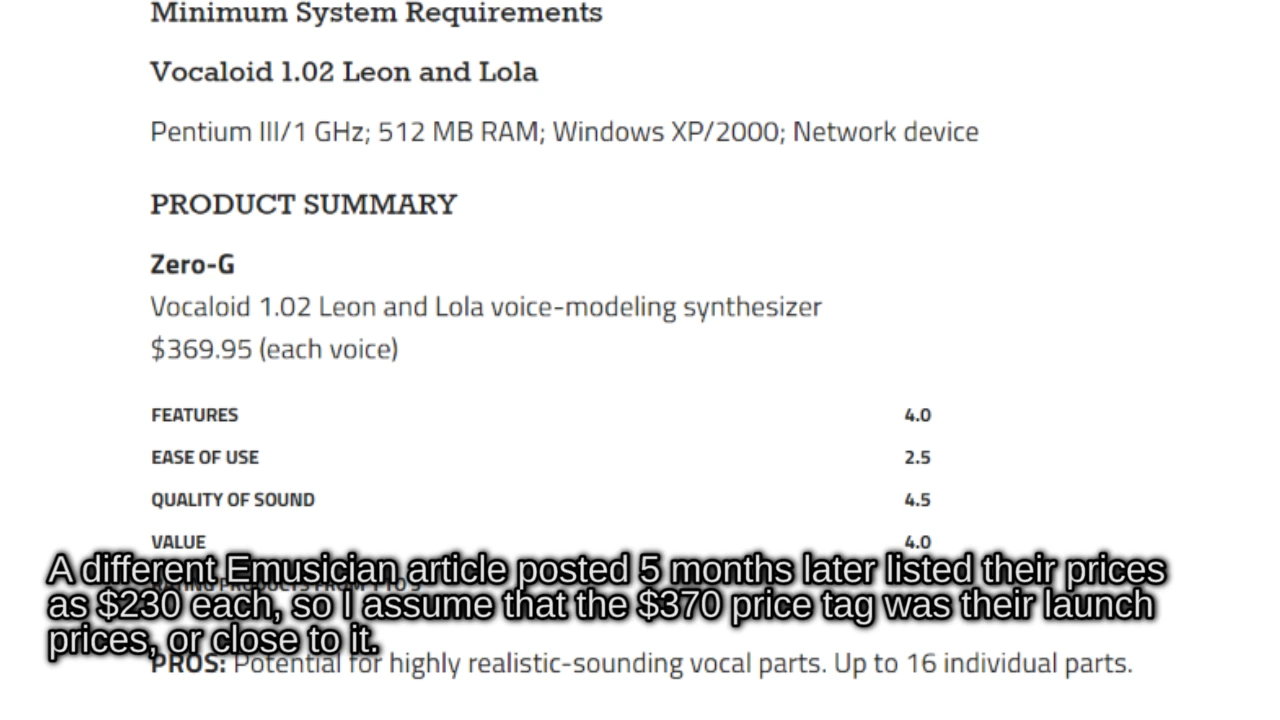 Minimum System Requirements
Vocaloid 1.02 Leon and Lola
Pentium III/1 GHz; 512 MB RAM; Windows XP/2000; Network device
PRODUCT SUMMARY
Zero-G
Vocaloid 1.02 Leon and Lola voice-modeling synthesizer
$369.95 (each voice)
FEATURES 4.0
EASE OF USE 2.5
QUALITY OF SOUND 4.5
VALUE 4.0
A different Emusician article posted 5 months later listed their prices
as $230 each, so I assume that the $370 price tag was their launch
prices, or close to it.
PROS: Potential for highly realistic-sounding vocal parts. Up to 16 individual parts.